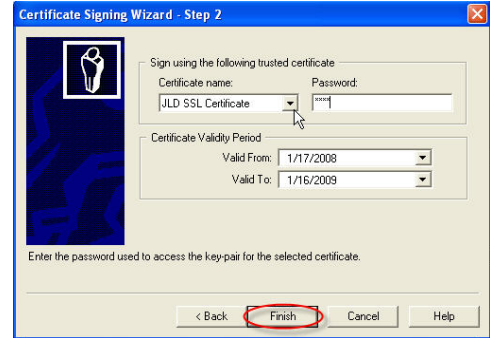 Certificate Signing Wizard - Step 2
Sign using the following trusted certificate
Certificate name: Password:
JLD SSL Certificate ****
Certificate Validity Period
Valid From: 1/17/2008
Valid To: 1/16/2009
Enter the password used to access the key-pair for the selected certificate.
< Back Finish Cancel Help